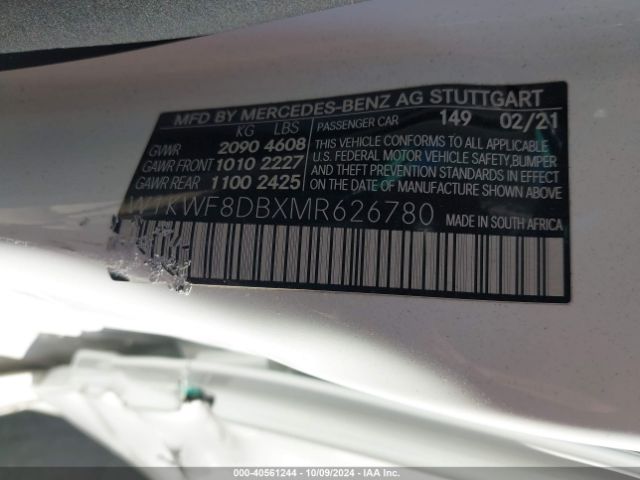 MFD BY MERCEDES-BENZ AG STUTTGART
KG LBS
GVWR 2090 4608
GAWR FRONT 1010 2227
GAWR REAR 1100 2425
PASSENGER CAR 149 02/21
THIS VEHICLE CONFORMS TO ALL APPLICABLE
U.S. FEDERAL MOTOR VEHICLE SAFETY, BUMPER
AND THEFT PREVENTION STANDARDS IN EFFECT
ON THE DATE OF MANUFACTURE SHOWN ABOVE.
W1KWF8DBXMR626780 MADE IN SOUTH AFRICA
000-40561244 | 10/09/2024 | IAA Inc.